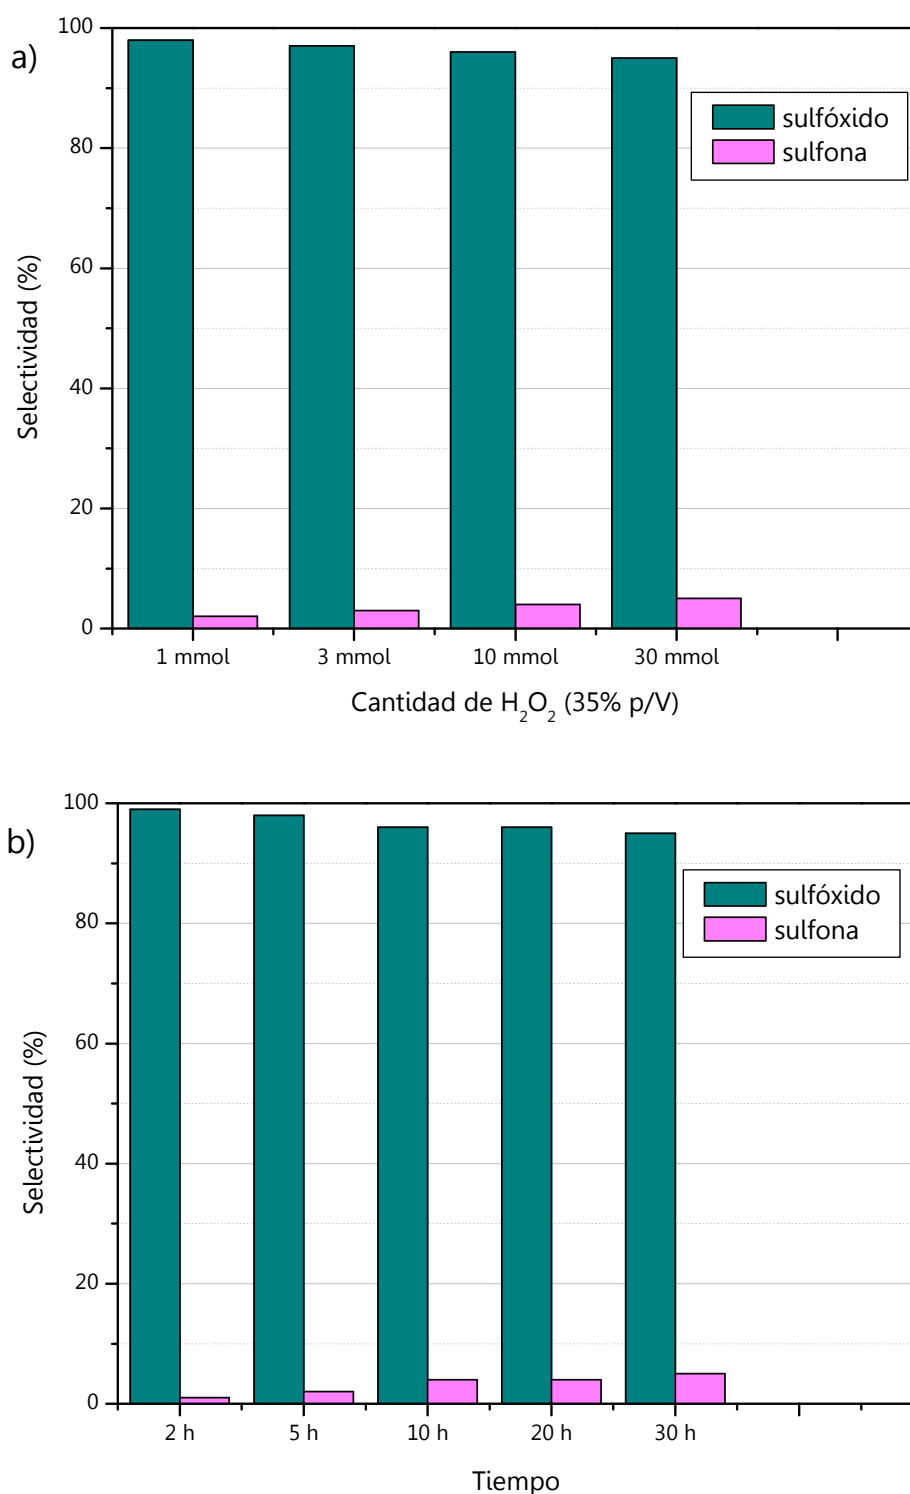 a)
100
80
60
40
20
0
Selectividad (%)
sulfóxido
sulfona
1 mmol 3 mmol 10 mmol 30 mmol
Cantidad de H₂O₂ (35% p/V)
b)
100
80
60
40
20
0
Selectividad (%)
sulfóxido
sulfona
2 h 5 h 10 h 20 h 30 h
Tiempo